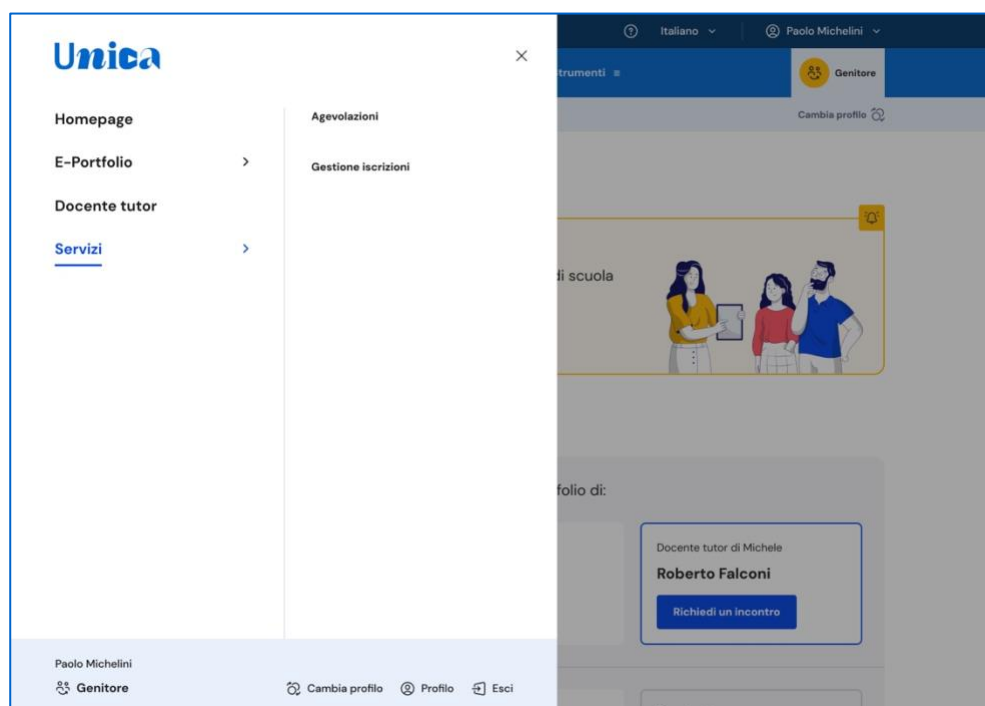 Unica
Homepage
E-Portfolio
Docente tutor
Servizi
Agevolazioni
Gestione iscrizioni
Paolo Michelini
Genitore
Cambia profilo
Profilo
Esci
Italiano
Paolo Michelini
trumenti
Genitore
Cambia profilo
di scuola
folio di:
Docente tutor di Michele
Roberto Falconi
Richiedi un incontro